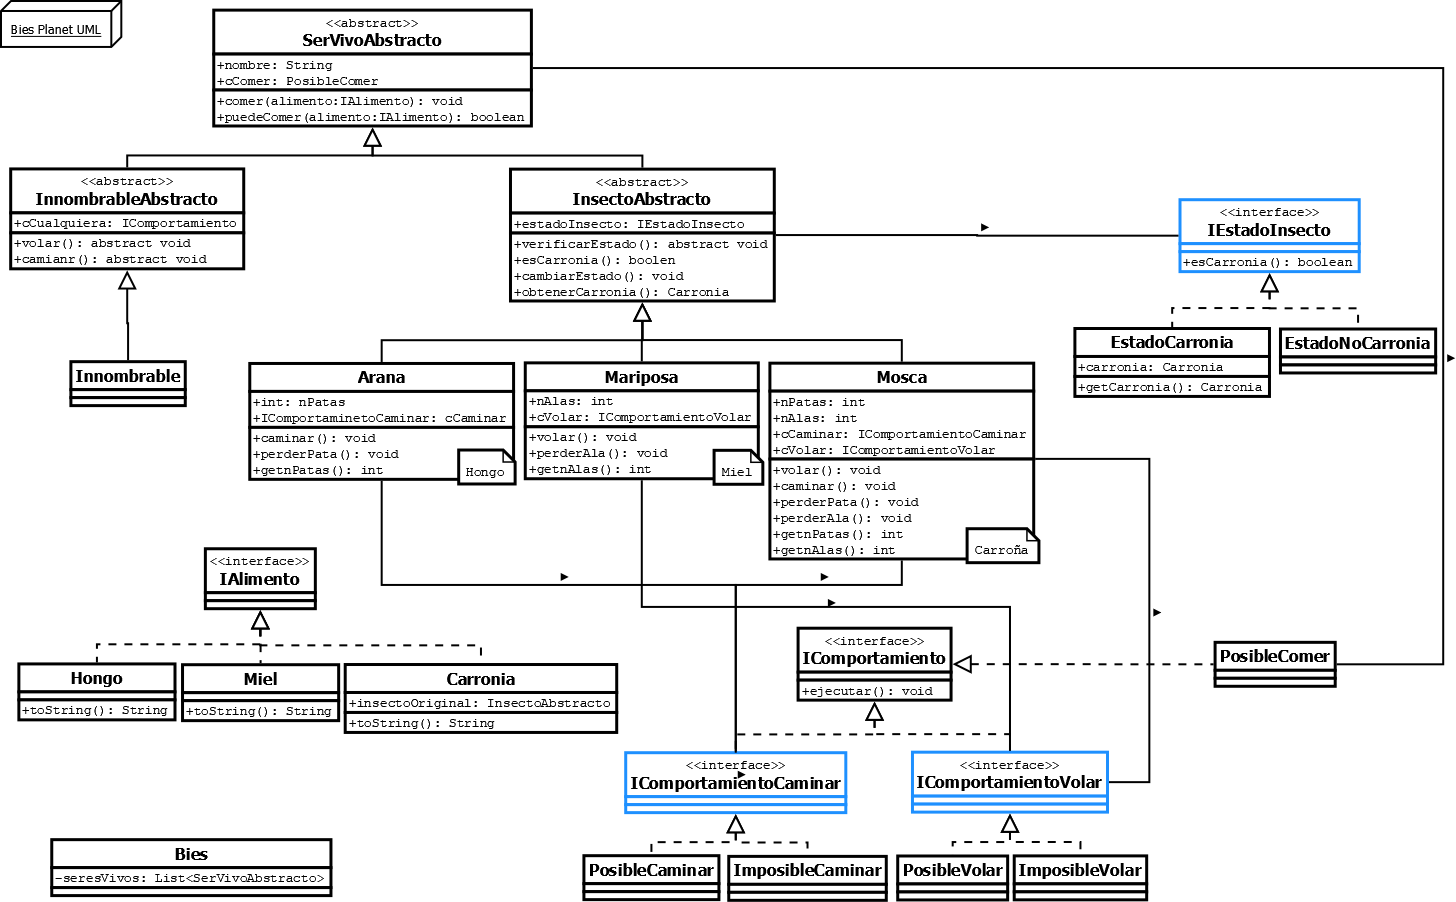 Bies Planet UML
<<abstract>>
SerVivoAbstracto
+nombre: String
+cComer: PosibleComer
+comer(alimento:IAlimento): void
+puedeComer(alimento:IAlimento): boolean
<<abstract>>
InnombrableAbstracto
+cCualquiera: IComportamiento
+volar(): abstract void
+camianr(): abstract void
<<abstract>>
InsectoAbstracto
+estadoInsecto: IEstadoInsecto
+verificarEstado(): abstract void
+esCarronia(): boolen
+cambiarEstado(): void
+obtenerCarronia(): Carronia
<<interface>>
IEstadoInsecto
+esCarronia(): boolean
EstadoCarronia
+carronia: Carronia
+getCarronia(): Carronia
EstadoNoCarronia
Innombrable
Arana
+int: nPatas
+IComportaminetoCaminar: cCaminar
+caminar(): void
+perderPata(): void
+getnPatas(): int
Hongo
Mariposa
+nAlas: int
+cVolar: IComportamientoVolar
+volar(): void
+perderAla(): void
+getnAlas(): int
Miel
Mosca
+nPatas: int
+nAlas: int
+cCaminar: IComportamientoCaminar
+cVolar: IComportamientoVolar
+volar(): void
+caminar(): void
+perderPata(): void
+perderAla(): void
+getnPatas(): int
+getnAlas(): int
Carroña
<<interface>>
IAlimento
Hongo
+toString(): String
Miel
+toString(): String
Carronia
+insectoOriginal: InsectoAbstracto
+toString(): String
<<interface>>
IComportamiento
+ejecutar(): void
PosibleComer
<<interface>>
IComportamientoCaminar
<<interface>>
IComportamientoVolar
PosibleCaminar
ImposibleCaminar
PosibleVolar
ImposibleVolar
Bies
-seresVivos: List<SerVivoAbstracto>